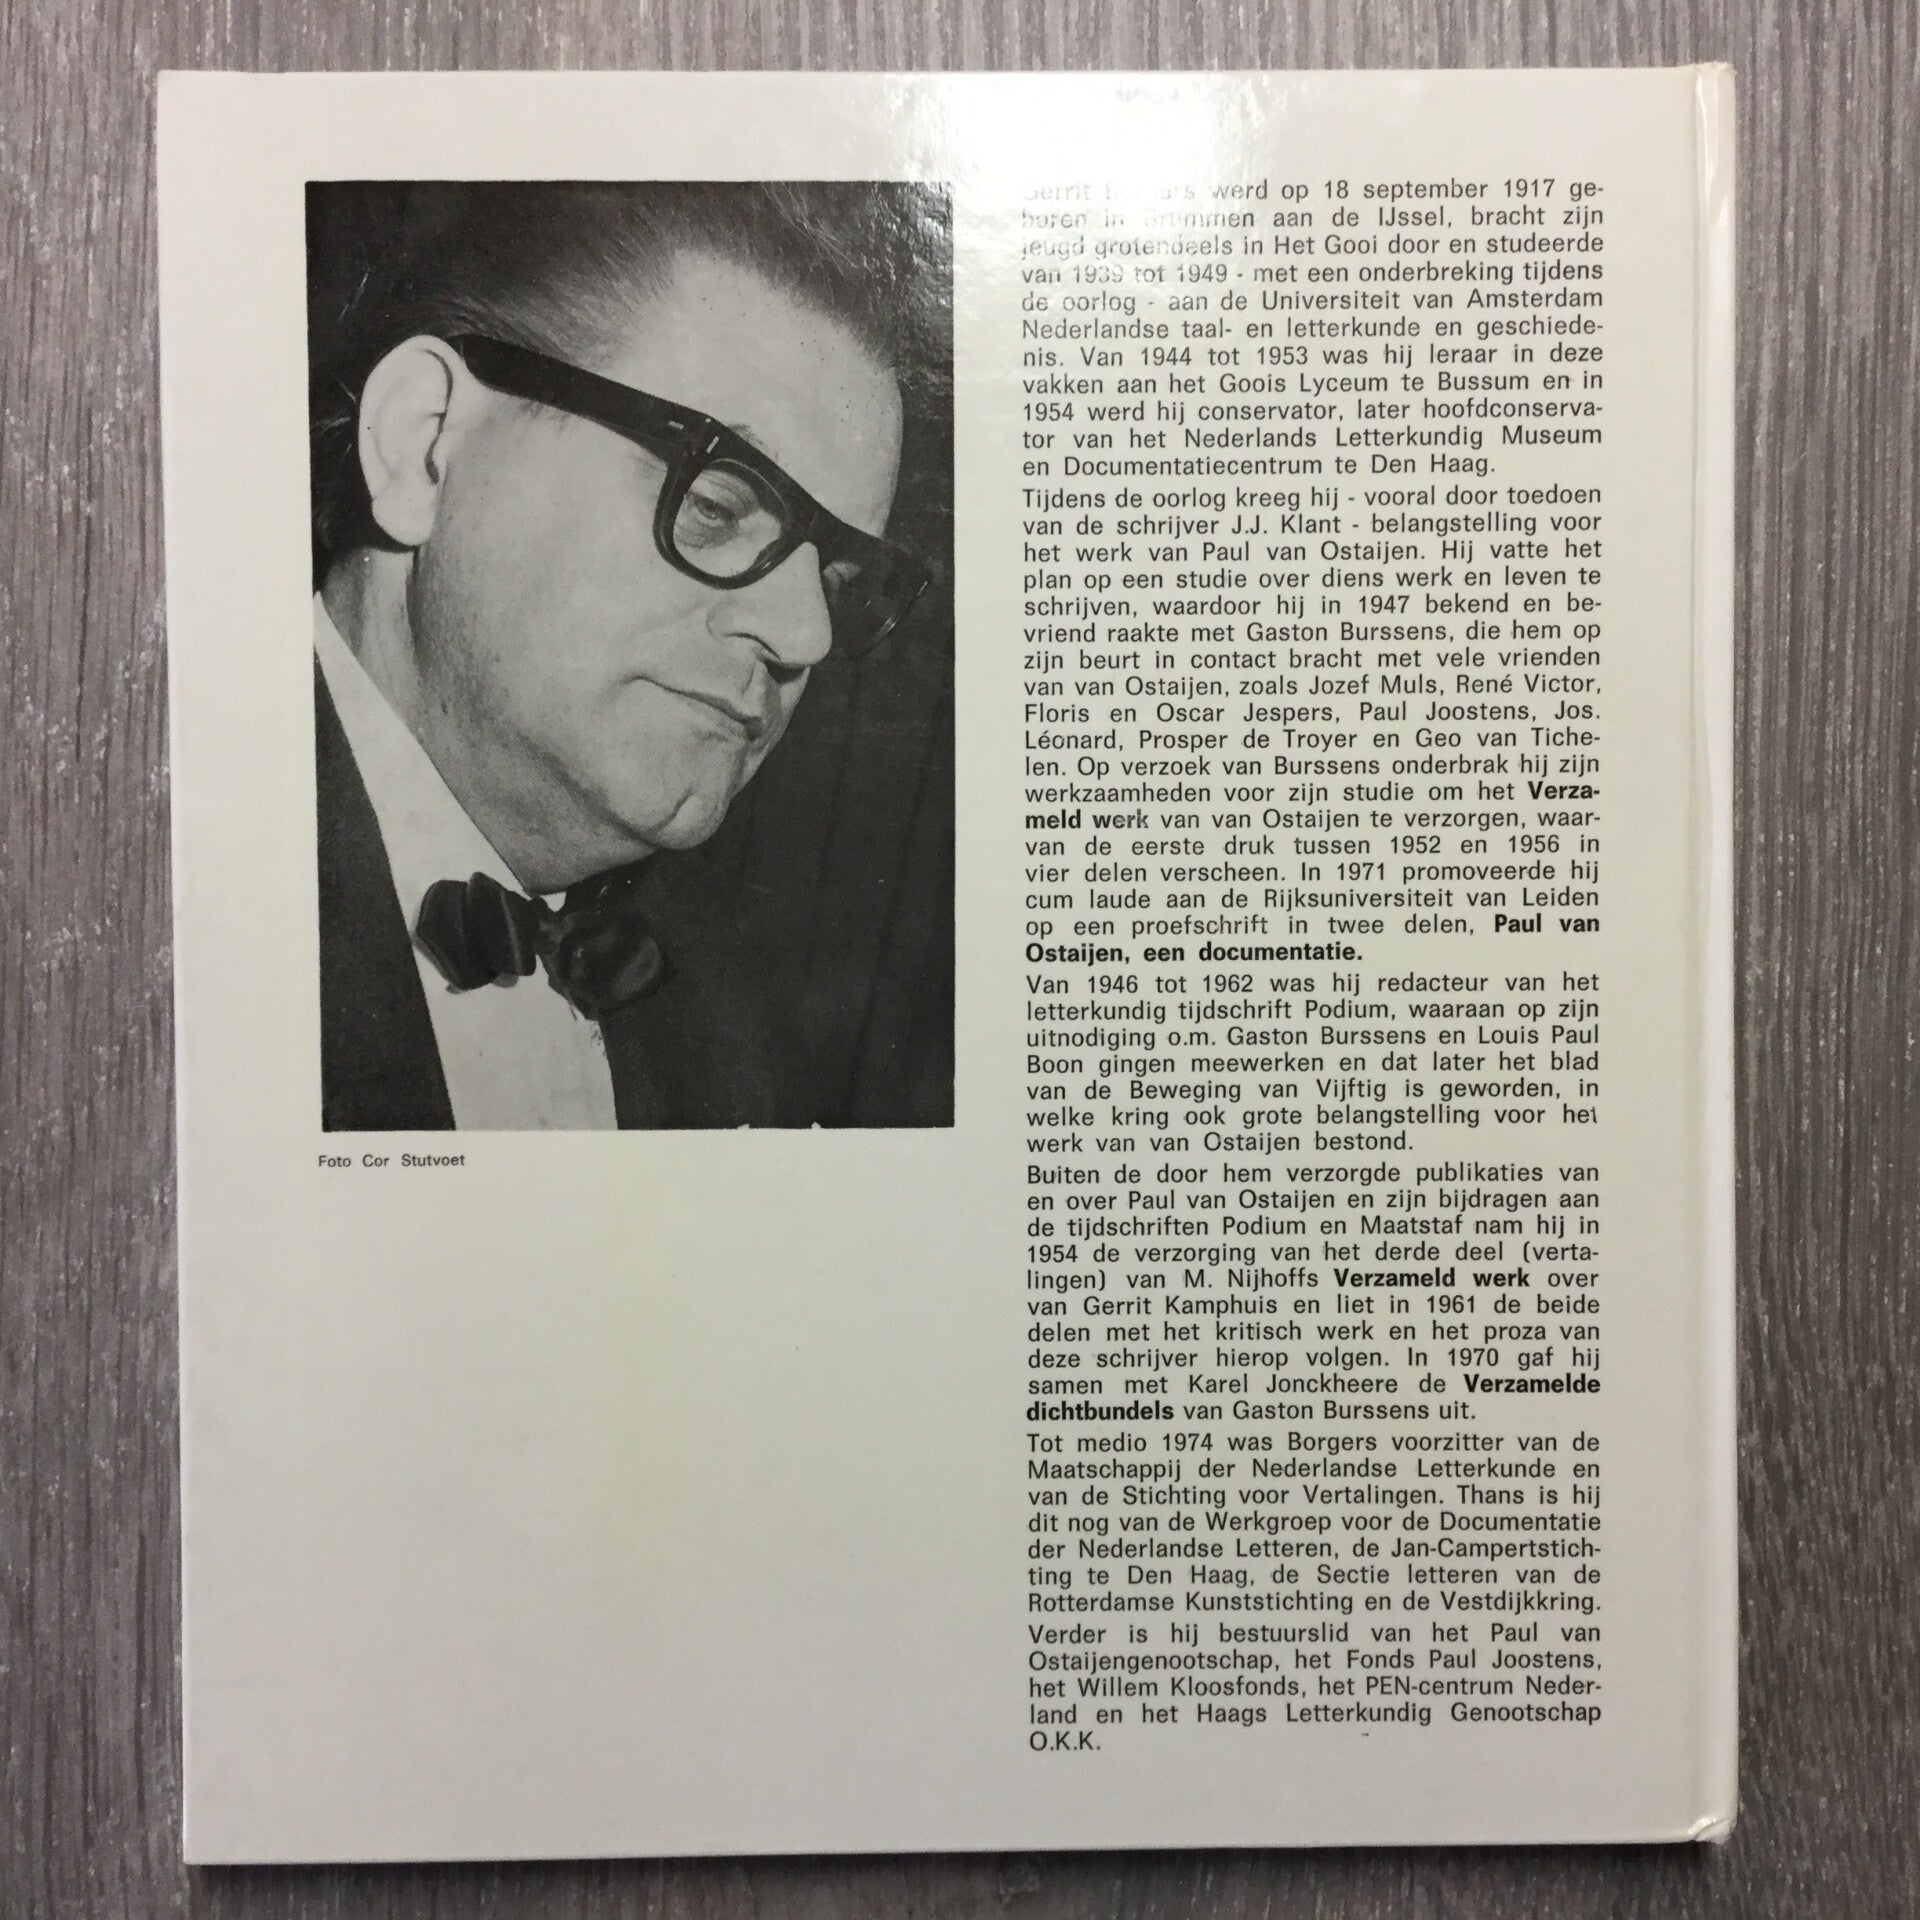 Gerrit Borgers werd op 18 september 1917 ge-
boren in Brummen aan de IJssel, bracht zijn
jeugd grotendeels in Het Gooi door en studeerde
van 1939 tot 1949 - met een onderbreking tijdens
de oorlog - aan de Universiteit van Amsterdam
Nederlandse taal- en letterkunde en geschiede-
nis. Van 1944 tot 1953 was hij leraar in deze
vakken aan het Goois Lyceum te Bussum en in
1954 werd hij conservator, later hoofdconserva-
tor van het Nederlands Letterkundig Museum
en Documentatiecentrum te Den Haag.
Tijdens de oorlog kreeg hij - vooral door toedoen
van de schrijver J.J. Klant - belangstelling voor
het werk van Paul van Ostaijen. Hij vatte het
plan op een studie over diens werk en leven te
schrijven, waardoor hij in 1947 bekend en be-
vriend raakte met Gaston Burssens, die hem op
zijn beurt in contact bracht met vele vrienden
van van Ostaijen, zoals Jozef Muls, René Victor,
Floris en Oscar Jespers, Paul Joostens, Jos.
Léonard, Prosper de Troyer en Geo van Tiche-
len. Op verzoek van Burssens onderbrak hij zijn
werkzaamheden voor zijn studie om het Verza-
meld werk van van Ostaijen te verzorgen, waar-
van de eerste druk tussen 1952 en 1956 in
vier delen verscheen. In 1971 promoveerde hij
cum laude aan de Rijksuniversiteit van Leiden
op een proefschrift in twee delen, Paul van
Ostaijen, een documentatie.
Van 1946 tot 1962 was hij redacteur van het
letterkundig tijdschrift Podium, waaraan op zijn
uitnodiging o.m. Gaston Burssens en Louis Paul
Boon gingen meewerken en dat later het blad
van de Beweging van Vijftig is geworden, in
welke kring ook grote belangstelling voor het
werk van van Ostaijen bestond.
Buiten de door hem verzorgde publikaties van
en over Paul van Ostaijen en zijn bijdragen aan
de tijdschriften Podium en Maatstaf nam hij in
1954 de verzorging van het derde deel (verta-
lingen) van M. Nijhoffs Verzameld werk over
van Gerrit Kamphuis en liet in 1961 de beide
delen met het kritisch werk en het proza van
deze schrijver hierop volgen. In 1970 gaf hij
samen met Karel Jonckheere de Verzamelde
dichtbundels van Gaston Burssens uit.
Tot medio 1974 was Borgers voorzitter van de
Maatschappij der Nederlandse Letterkunde en
van de Stichting voor Vertalingen. Thans is hij
dit nog van de Werkgroep voor de Documentatie
der Nederlandse Letteren, de Jan-Campertstich-
ting te Den Haag, de Sectie letteren van de
Rotterdamse Kunststichting en de Vestdijkkring.
Verder is hij bestuurslid van het Paul van
Ostaijengenootschap, het Fonds Paul Joostens,
het Willem Kloosfonds, het PEN-centrum Neder-
land en het Haags Letterkundig Genootschap
O.K.K.
Foto Cor Stutvoet